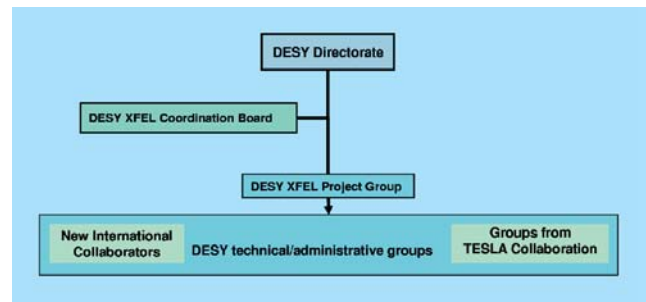 DESY Directorate
DESY XFEL Coordination Board
DESY XFEL Project Group
New International
Collaborators
DESY technical/administrative groups
Groups from
TESLA Collaboration